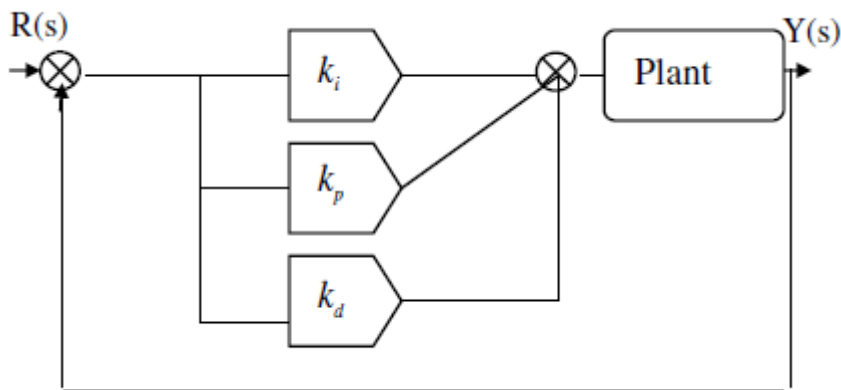 R(s)
Y(s)
k_i
Plant
k_p
k_d